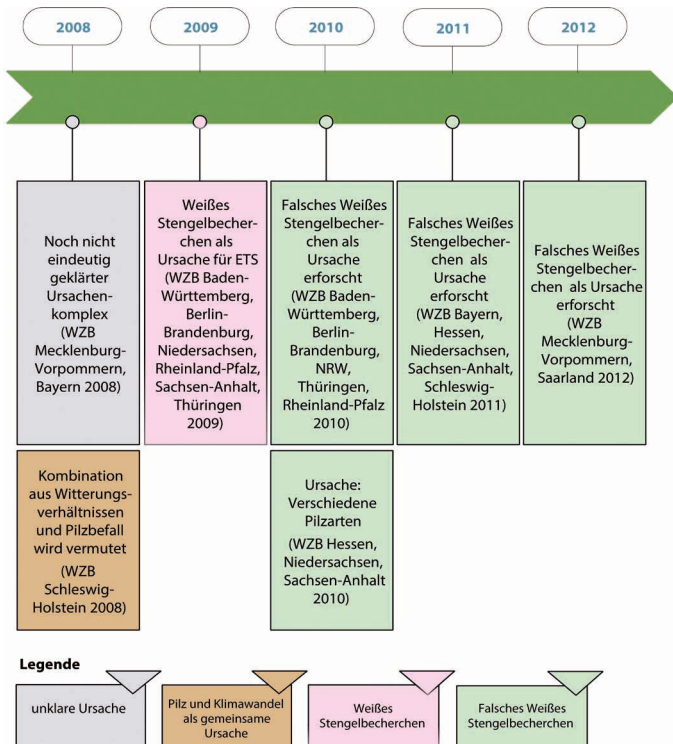 2008
2009
2010
2011
2012
Noch nicht
eindeutig
geklärter
Ursachen-
komplex
(WZB
Mecklenburg-
Vorpommern,
Bayern 2008)
Weißes
Stengelbecher-
chen als
Ursache für ETS
(WZB Baden-
Württemberg,
Berlin-
Brandenburg,
Niedersachsen,
Rheinland-Pfalz,
Sachsen-Anhalt,
Thüringen
2009)
Falsches Weißes
Stengelbecher-
chen als
Ursache
erforscht
(WZB Baden-
Württemberg,
Berlin-
Brandenburg,
NRW,
Thüringen,
Rheinland-Pfalz
2010)
Falsches Weißes
Stengelbecher-
chen als
Ursache
erforscht
(WZB Bayern,
Hessen,
Niedersachsen,
Sachsen-Anhalt,
Schleswig-
Holstein 2011)
Falsches Weißes
Stengelbecher-
chen als Ursache
erforscht
(WZB
Mecklenburg-
Vorpommern,
Saarland 2012)
Kombination
aus Witterungs-
verhältnissen
und Pilzbefall
wird vermutet
(WZB
Schleswig-
Holstein 2008)
Ursache:
Verschiedene
Pilzarten
(WZB Hessen,
Niedersachsen,
Sachsen-Anhalt
2010)
Legende
unklare Ursache
Pilz und Klimawandel
als gemeinsame
Ursache
Weißes
Stengelbecherchen
Falsches Weißes
Stengelbecherchen